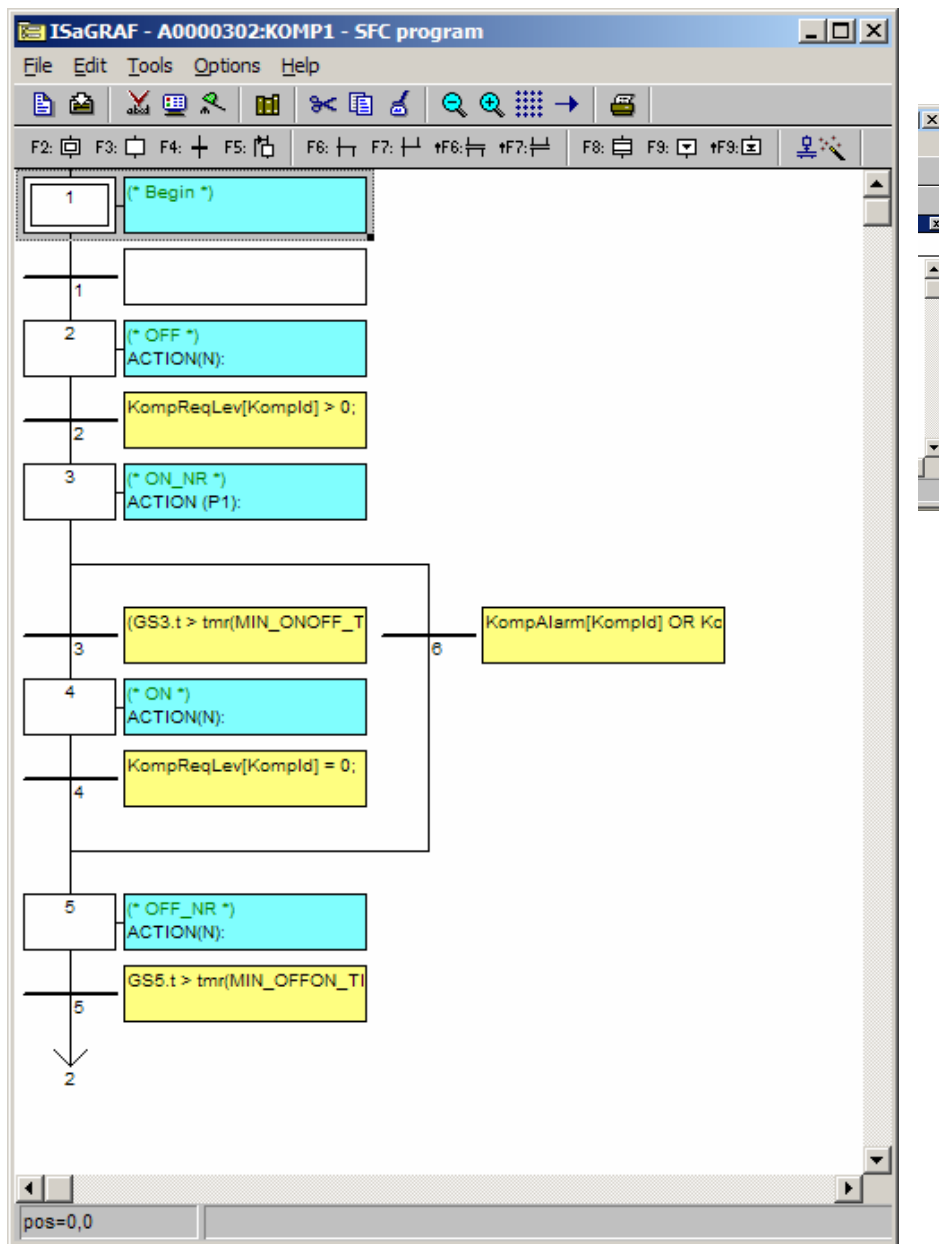 ISaGRAF - A0000302:KOMP1 - SFC program
File Edit Tools Options Help
F2: F3: F4: F5: F6: F7: ↑F6: ↑F7: F8: F9: ↑F9:
1
(* Begin *)
1
2
(* OFF *)
ACTION(N):
KompReqLev[KompId] > 0;
2
3
(* ON_NR *)
ACTION (P1):
(GS3.t > tmr(MIN_ONOFF_T
KompAlarm[KompId] OR Ko
3
6
4
(* ON *)
ACTION(N):
KompReqLev[KompId] = 0;
4
5
(* OFF_NR *)
ACTION(N):
GS5.t > tmr(MIN_OFFON_TI
5
2
pos=0,0